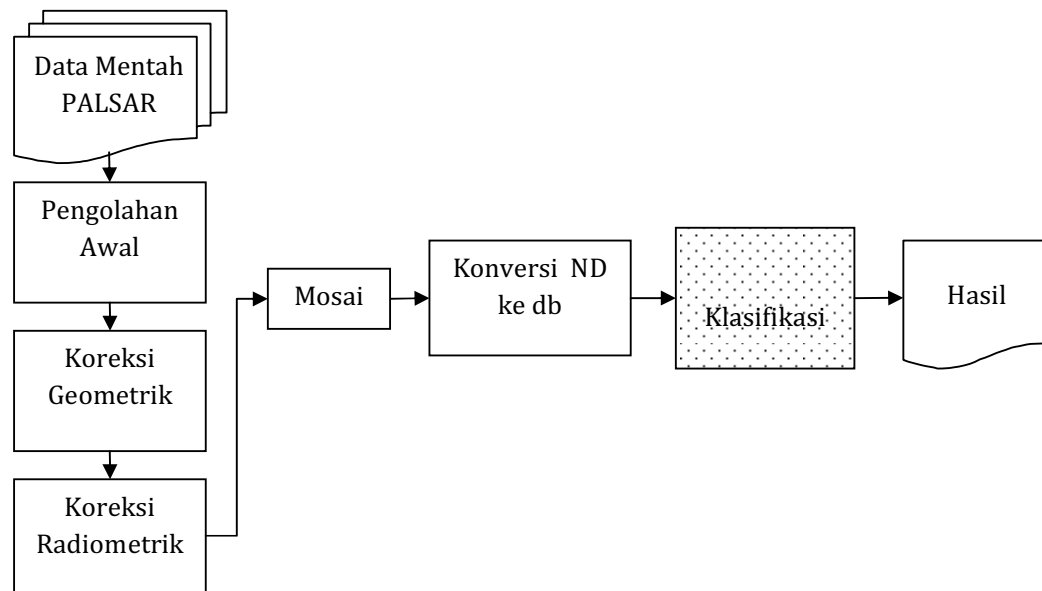 Data Mentah
PALSAR
Pengolahan
Awal
Koreksi
Geometrik
Koreksi
Radiometrik
Mosai
Konversi ND
ke db
Klasifikasi
Hasil